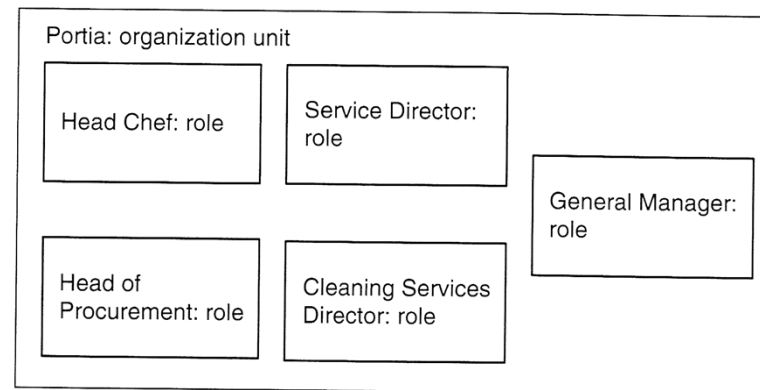 Portia: organization unit
Head Chef: role
Service Director:
role
General Manager:
role
Head of
Procurement: role
Cleaning Services
Director: role